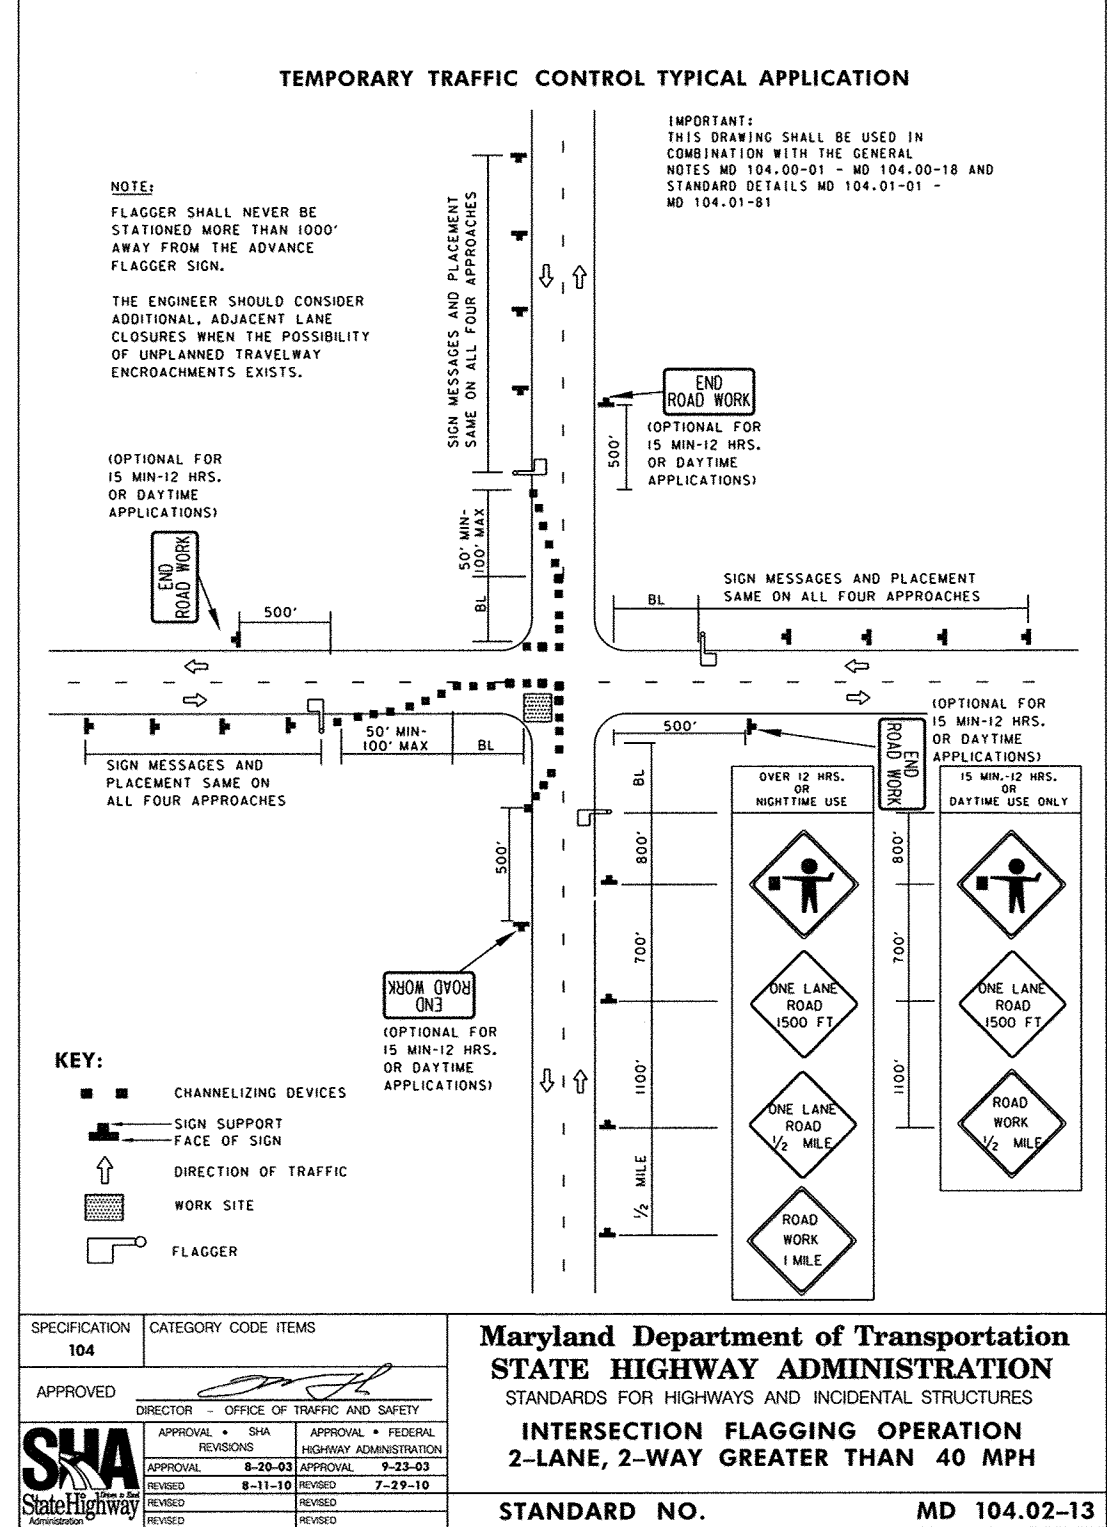 TEMPORARY TRAFFIC CONTROL TYPICAL APPLICATION
IMPORTANT:
THIS DRAWING SHALL BE USED IN
COMBINATION WITH THE GENERAL
NOTES MD 104.00-01 - MD 104.00-18 AND
STANDARD DETAILS MD 104.01-01 -
MD 104.01-81
NOTE:
FLAGGER SHALL NEVER BE
STATIONED MORE THAN 1000'
AWAY FROM THE ADVANCE
FLAGGER SIGN.
THE ENGINEER SHOULD CONSIDER
ADDITIONAL, ADJACENT LANE
CLOSURES WHEN THE POSSIBILITY
OF UNPLANNED TRAVELWAY
ENCROACHMENTS EXISTS.
SIGN MESSAGES AND PLACEMENT
SAME ON ALL FOUR APPROACHES
END
ROAD WORK
(OPTIONAL FOR
15 MIN-12 HRS.
OR DAYTIME
APPLICATIONS)
500'
(OPTIONAL FOR
15 MIN-12 HRS.
OR DAYTIME
APPLICATIONS)
END
ROAD WORK
500'
50' MIN-
100' MAX
BL
SIGN MESSAGES AND PLACEMENT
SAME ON ALL FOUR APPROACHES
BL
50' MIN-
100' MAX
BL
SIGN MESSAGES AND
PLACEMENT SAME ON
ALL FOUR APPROACHES
500'
END
ROAD WORK
(OPTIONAL FOR
15 MIN-12 HRS.
OR DAYTIME
APPLICATIONS)
BL
800'
700'
1100'
1/2 MILE
500'
END
ROAD WORK
(OPTIONAL FOR
15 MIN-12 HRS.
OR DAYTIME
APPLICATIONS)
OVER 12 HRS.
OR
NIGHTTIME USE
ONE LANE
ROAD
1500 FT
ONE LANE
ROAD
1/2 MILE
ROAD
WORK
1 MILE
800'
700'
1100'
15 MIN.-12 HRS.
OR
DAYTIME USE ONLY
ONE LANE
ROAD
1500 FT
ROAD
WORK
1/2 MILE
KEY:
CHANNELIZING DEVICES
SIGN SUPPORT
FACE OF SIGN
DIRECTION OF TRAFFIC
WORK SITE
FLAGGER
SPECIFICATION
104
CATEGORY CODE ITEMS
APPROVED
DIRECTOR - OFFICE OF TRAFFIC AND SAFETY
SHA
StateHighway
Administration
APPROVAL • SHA
REVISIONS
APPROVAL • FEDERAL
HIGHWAY ADMINISTRATION
APPROVAL 8-20-03 APPROVAL 9-23-03
REVISED 8-11-10 REVISED 7-29-10
REVISED REVISED
REVISED REVISED
Maryland Department of Transportation
STATE HIGHWAY ADMINISTRATION
STANDARDS FOR HIGHWAYS AND INCIDENTAL STRUCTURES
INTERSECTION FLAGGING OPERATION
2-LANE, 2-WAY GREATER THAN 40 MPH
STANDARD NO. MD 104.02-13